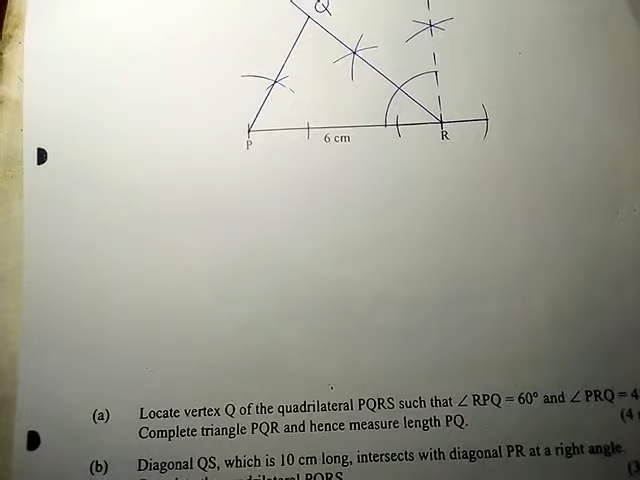 Q
P
6 cm
R
(a) Locate vertex Q of the quadrilateral PQRS such that ∠ RPQ = 60° and ∠ PRQ = 4
Complete triangle PQR and hence measure length PQ. (4
(b) Diagonal QS, which is 10 cm long, intersects with diagonal PR at a right angle.
(3
PQRS